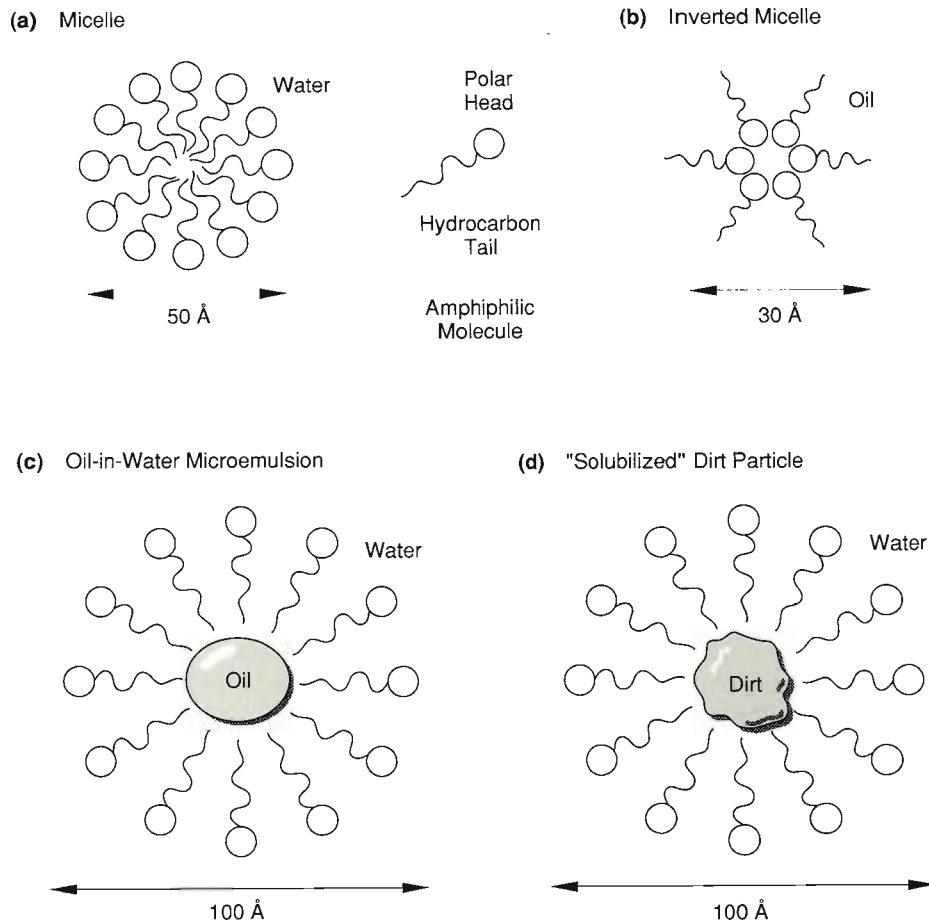 (a) Micelle
(b) Inverted Micelle
Water
Polar
Head
Oil
Hydrocarbon
Tail
50 Å
Amphiphilic
Molecule
30 Å
(c) Oil-in-Water Microemulsion
(d) "Solubilized" Dirt Particle
Water
Water
Oil
Dirt
100 Å
100 Å